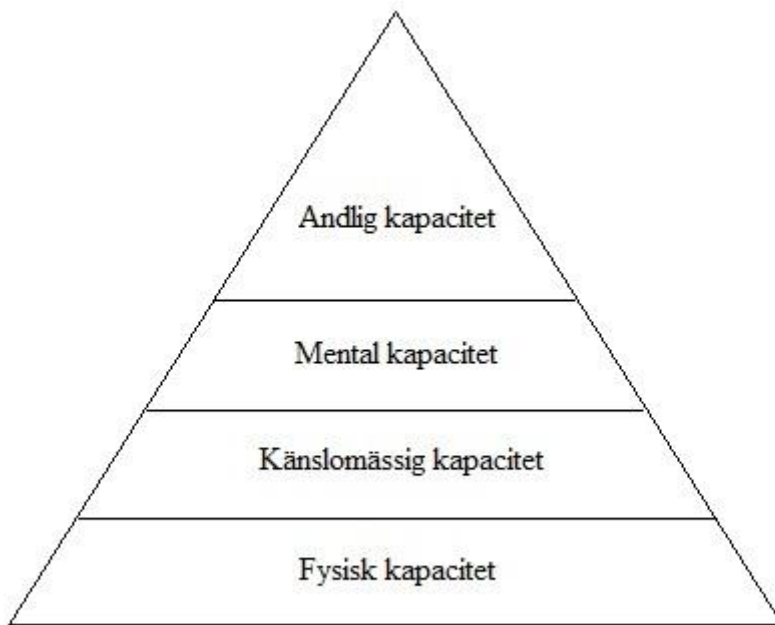 Andlig kapacitet
Mental kapacitet
Känslomässig kapacitet
Fysisk kapacitet